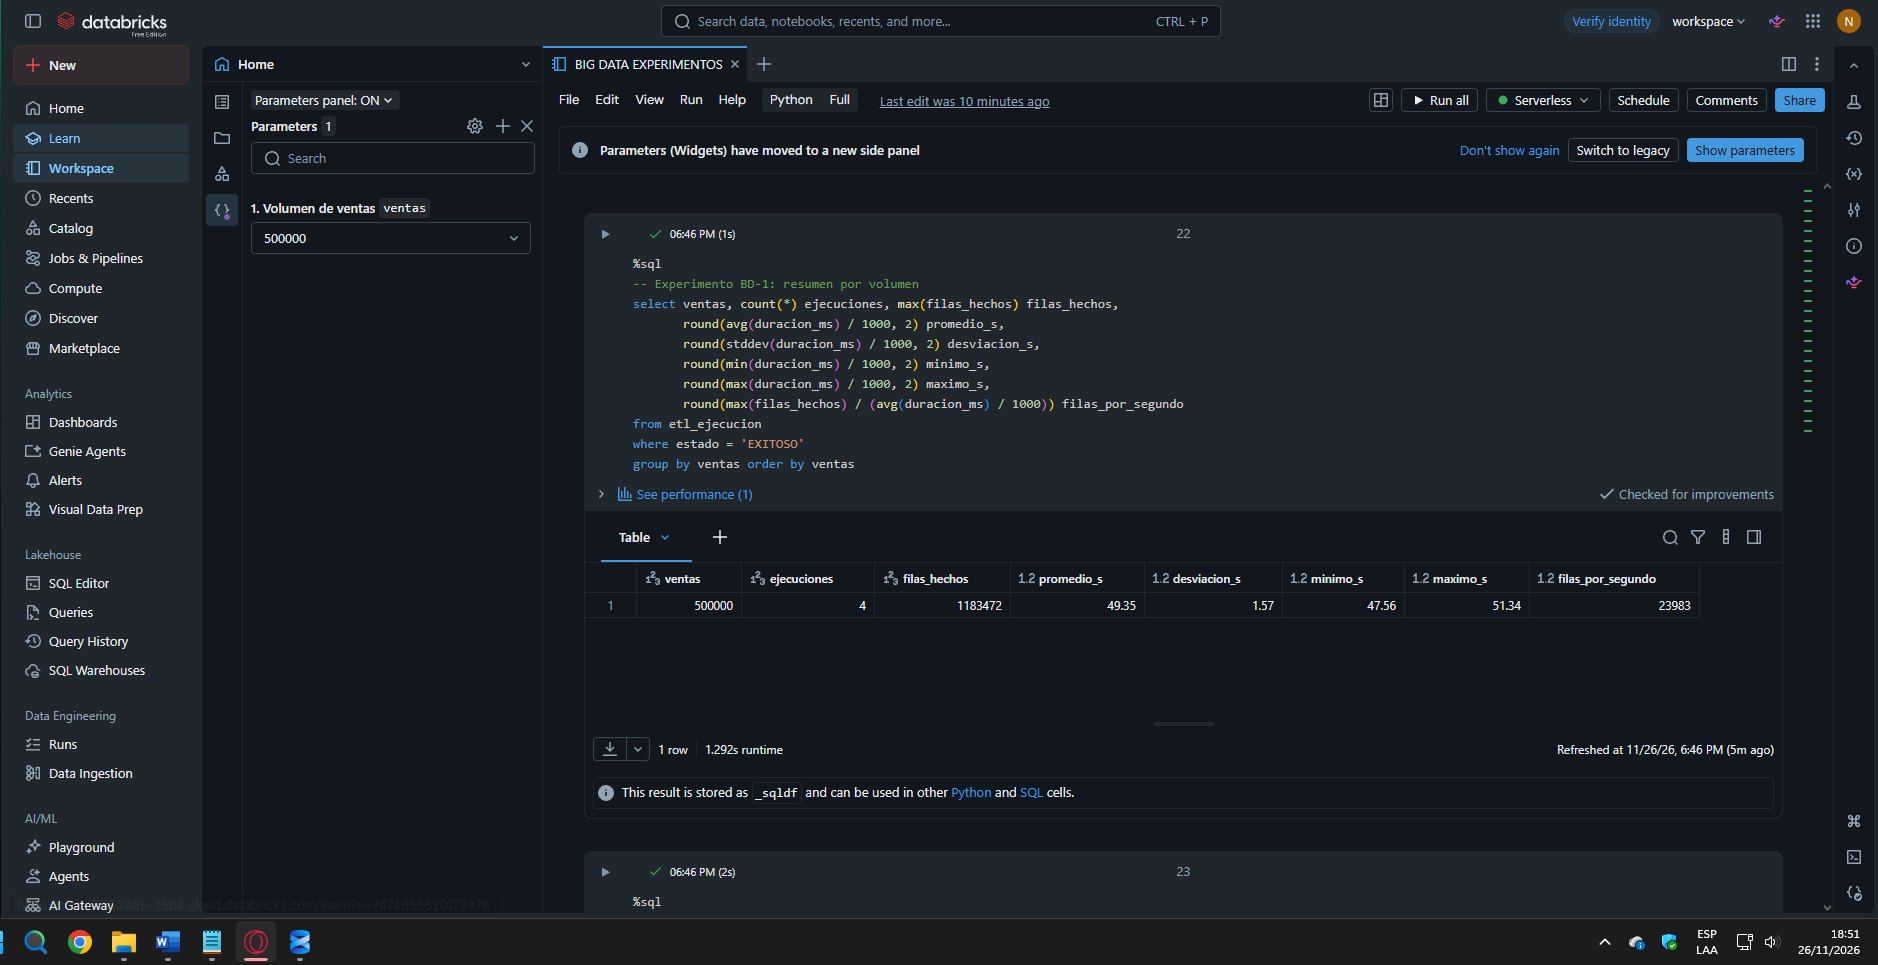 databricks
Free Edition
Search data, notebooks, recents, and more...
CTRL + P
Verify identity
workspace
N
New
Home
Learn
Workspace
Recents
Catalog
Jobs & Pipelines
Compute
Discover
Marketplace
Analytics
Dashboards
Genie Agents
Alerts
Visual Data Prep
Lakehouse
SQL Editor
Queries
Query History
SQL Warehouses
Data Engineering
Runs
Data Ingestion
AI/ML
Playground
Agents
AI Gateway
Home
Parameters panel: ON
Parameters 1
Search
1. Volumen de ventas ventas
500000
BIG DATA EXPERIMENTOS
File Edit View Run Help Python Full Last edit was 10 minutes ago
Run all Serverless Schedule Comments Share
Parameters (Widgets) have moved to a new side panel
Don't show again Switch to legacy Show parameters
06:46 PM (1s) 22
%sql
-- Experimento BD-1: resumen por volumen
select ventas, count(*) ejecuciones, max(filas_hechos) filas_hechos,
round(avg(duracion_ms) / 1000, 2) promedio_s,
round(stddev(duracion_ms) / 1000, 2) desviacion_s,
round(min(duracion_ms) / 1000, 2) minimo_s,
round(max(duracion_ms) / 1000, 2) maximo_s,
round(max(filas_hechos) / (avg(duracion_ms) / 1000)) filas_por_segundo
from etl_ejecucion
where estado = 'EXITOSO'
group by ventas order by ventas
See performance (1)
Checked for improvements
Table
123 ventas 123 ejecuciones 123 filas_hechos 1.2 promedio_s 1.2 desviacion_s 1.2 minimo_s 1.2 maximo_s 1.2 filas_por_segundo
1 500000 4 1183472 49.35 1.57 47.56 51.34 23983
1 row 1.292s runtime
Refreshed at 11/26/26, 6:46 PM (5m ago)
This result is stored as _sqldf and can be used in other Python and SQL cells.
06:46 PM (2s) 23
%sql
ESP
LAA
18:51
26/11/2026